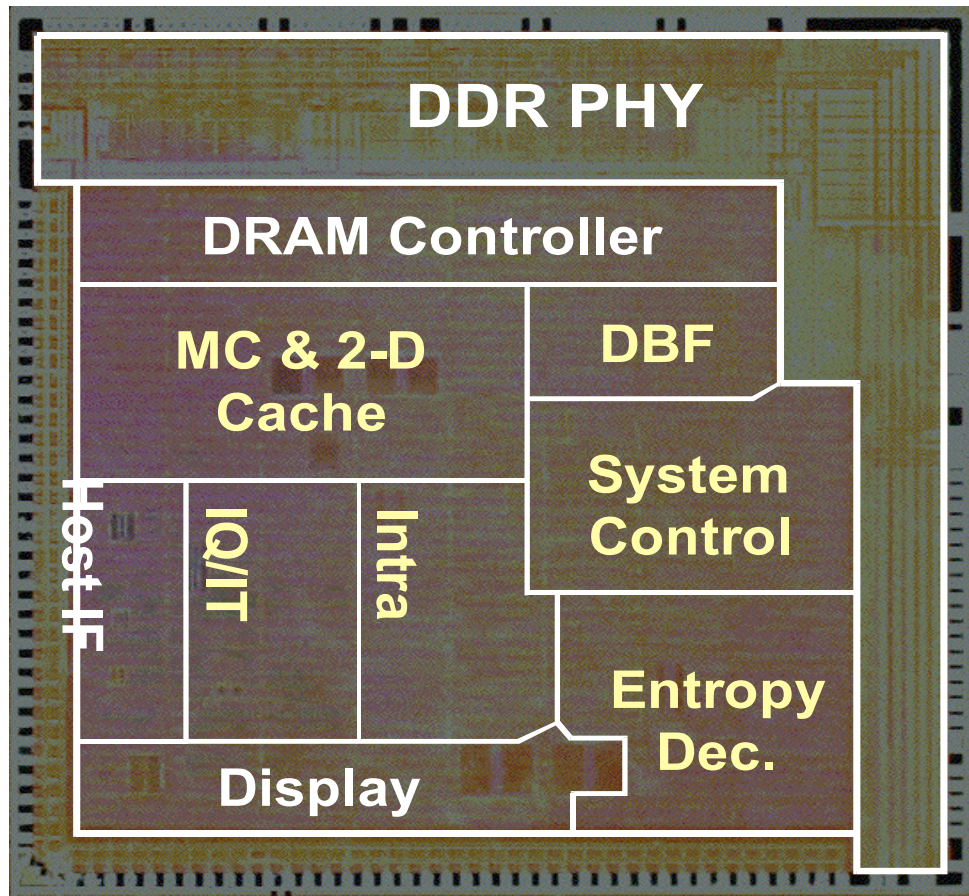 DDR PHY
DRAM Controller
MC & 2-D
Cache
DBF
System
Control
Host IF
IQ/IT
Intra
Entropy
Dec.
Display